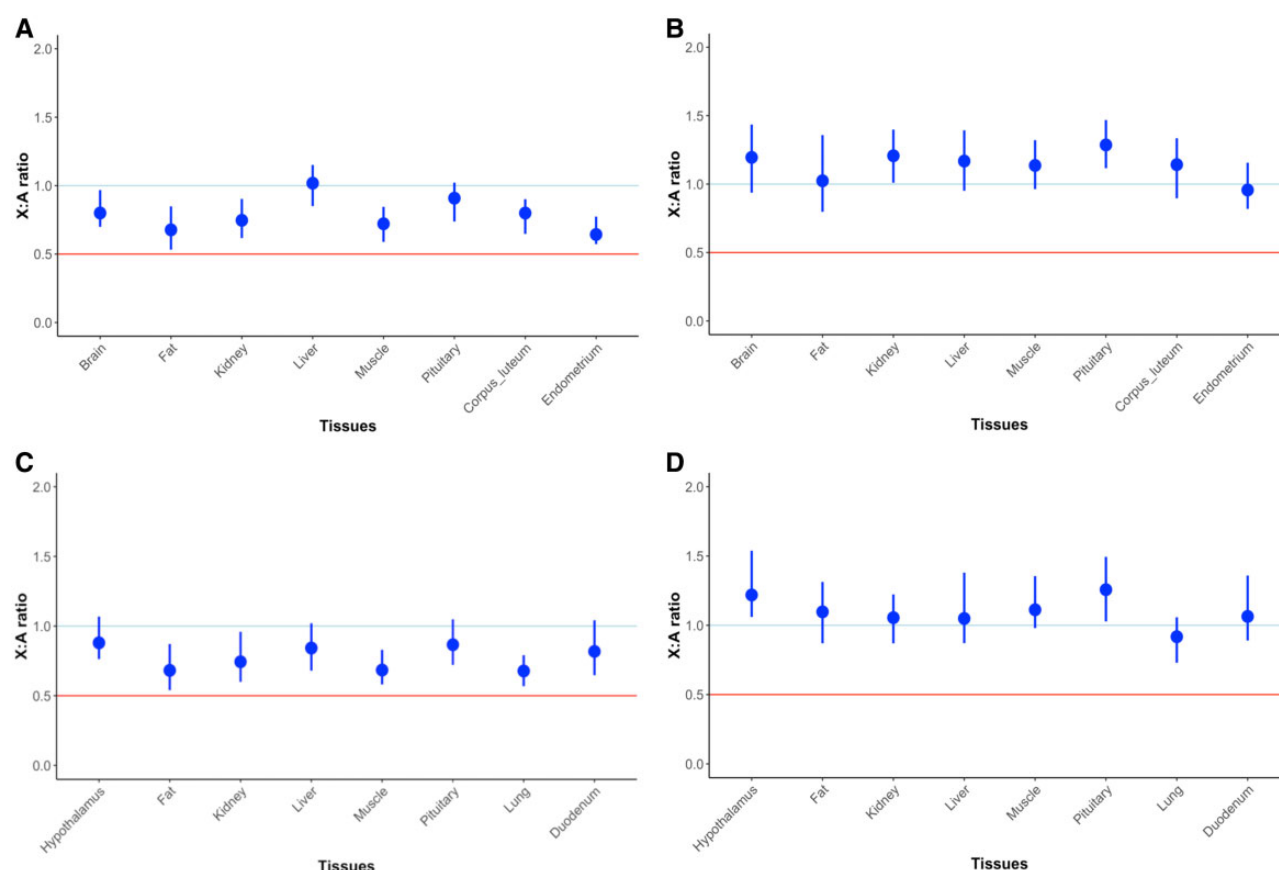 A
X:A ratio
2.0
1.5
1.0
0.5
0.0
Brain
Fat
Kidney
Liver
Muscle
Pituitary
Corpus_luteum
Endometrium
Tissues
B
X:A ratio
2.0
1.5
1.0
0.5
0.0
Brain
Fat
Kidney
Liver
Muscle
Pituitary
Corpus_luteum
Endometrium
Tissues
C
X:A ratio
2.0
1.5
1.0
0.5
0.0
Hypothalamus
Fat
Kidney
Liver
Muscle
Pituitary
Lung
Duodenum
Tissues
D
X:A ratio
2.0
1.5
1.0
0.5
0.0
Hypothalamus
Fat
Kidney
Liver
Muscle
Pituitary
Lung
Duodenum
Tissues